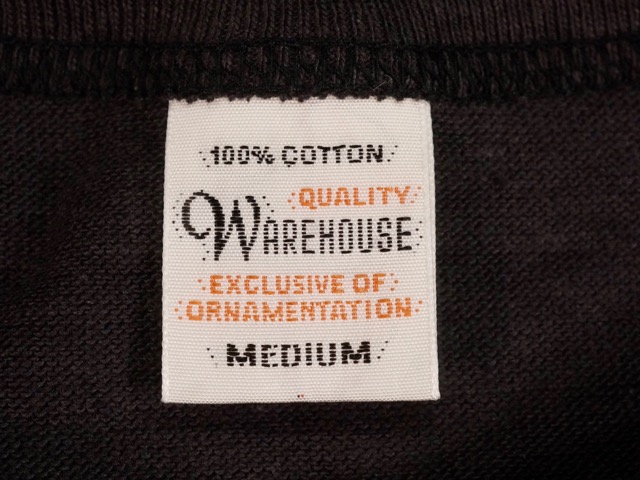 100% COTTON
QUALITY
WAREHOUSE
EXCLUSIVE OF
ORNAMENTATION
MEDIUM